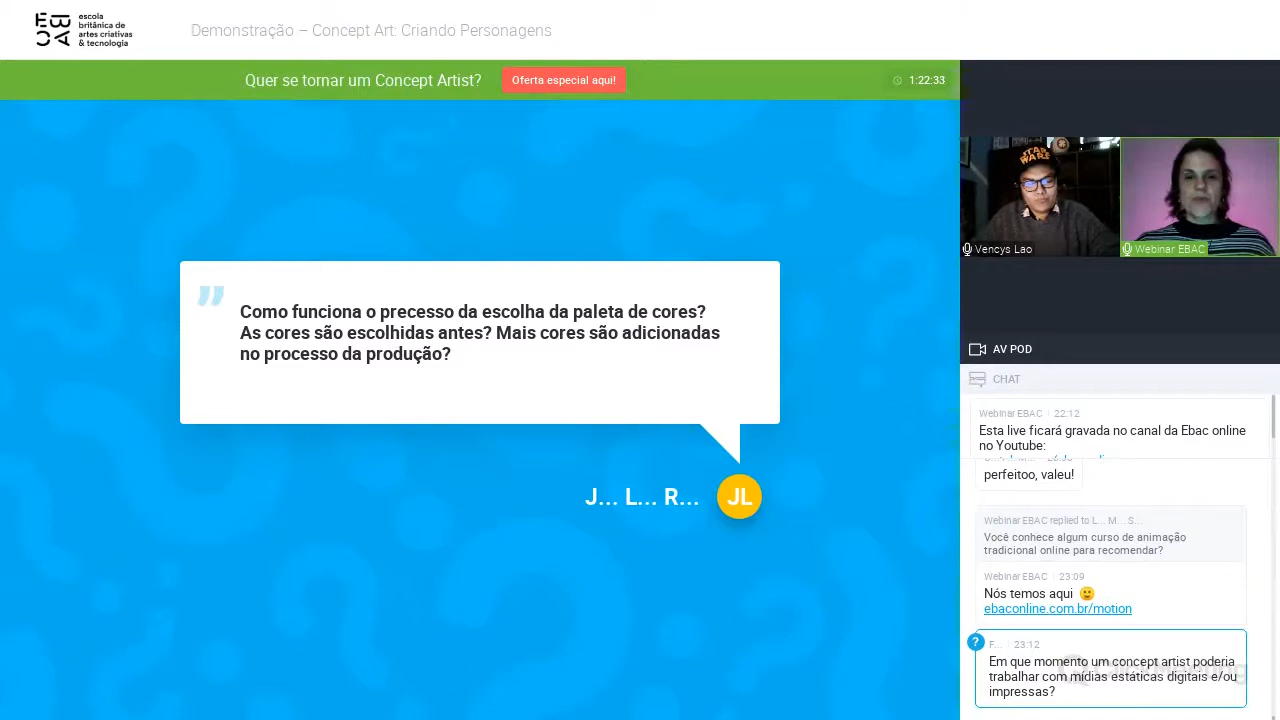 EBAC
escola
britânica de
artes criativas
& tecnologia
Demonstração – Concept Art: Criando Personagens
Quer se tornar um Concept Artist?
Oferta especial aqui!
1:22:33
STAR
WARS
Vencys Lao
Webinar EBAC
"
Como funciona o precesso da escolha da paleta de cores?
As cores são escolhidas antes? Mais cores são adicionadas
no processo da produção?
J... L... R...
JL
AV POD
CHAT
Webinar EBAC | 22:12
Esta live ficará gravada no canal da Ebac online
no Youtube:
perfeitoo, valeu!
Webinar EBAC replied to L... M... S...
Você conhece algum curso de animação
tradicional online para recomendar?
Webinar EBAC | 23:09
Nós temos aqui 🙂
ebaconline.com.br/motion
?
F... | 23:12
Em que momento um concept artist poderia
trabalhar com mídias estáticas digitais e/ou
impressas?